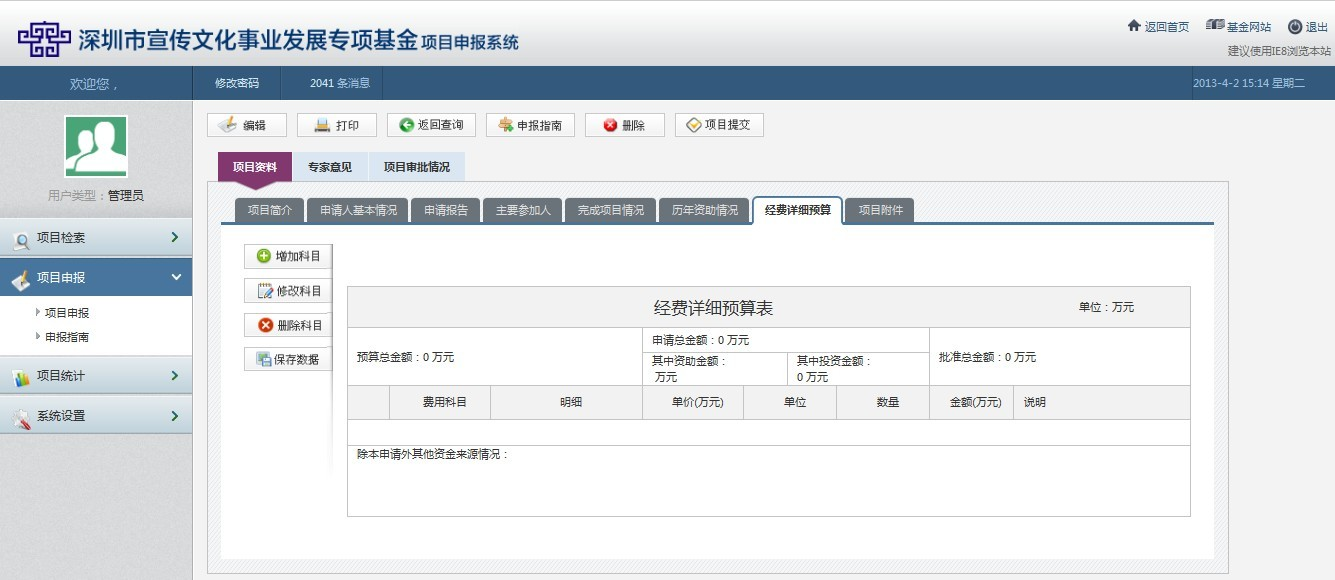 深圳市宣传文化事业发展专项基金项目申报系统
返回首页 基金网站 退出
建议使用IE8浏览本站
欢迎您， 修改密码 2041 条消息 2013-4-2 15:14 星期二
编辑 打印 返回查询 申报指南 删除 项目提交
项目资料 专家意见 项目审批情况
用户类型：管理员
项目简介 申请人基本情况 申请报告 主要参加人 完成项目情况 历年资助情况 经费详细预算 项目附件
项目检索
项目申报
项目申报
申报指南
项目统计
系统设置
增加科目
修改科目
删除科目
保存数据
经费详细预算表 单位：万元
预算总金额：0 万元
申请总金额：0 万元
其中资助金额：
万元
其中投资金额：
0 万元
批准总金额：0 万元
费用科目 明细 单价(万元) 单位 数量 金额(万元) 说明
除本申请外其他资金来源情况：